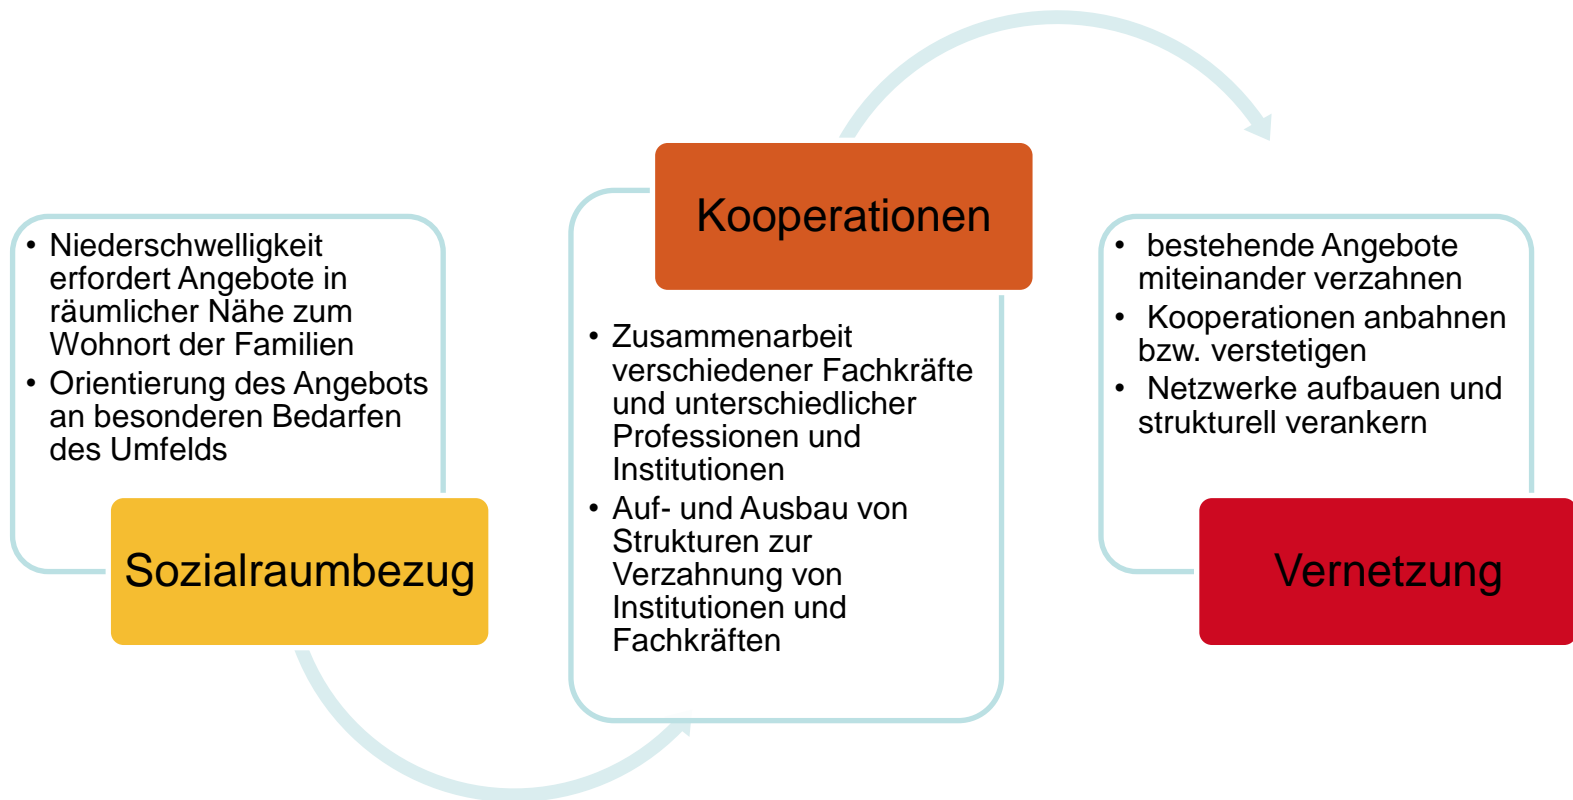 • Niederschwelligkeit
erfordert Angebote in
räumlicher Nähe zum
Wohnort der Familien
• Orientierung des Angebots
an besonderen Bedarfen
des Umfelds
Sozialraumbezug
Kooperationen
• Zusammenarbeit
verschiedener Fachkräfte
und unterschiedlicher
Professionen und
Institutionen
• Auf- und Ausbau von
Strukturen zur
Verzahnung von
Institutionen und
Fachkräften
• bestehende Angebote
miteinander verzahnen
• Kooperationen anbahnen
bzw. verstetigen
• Netzwerke aufbauen und
strukturell verankern
Vernetzung